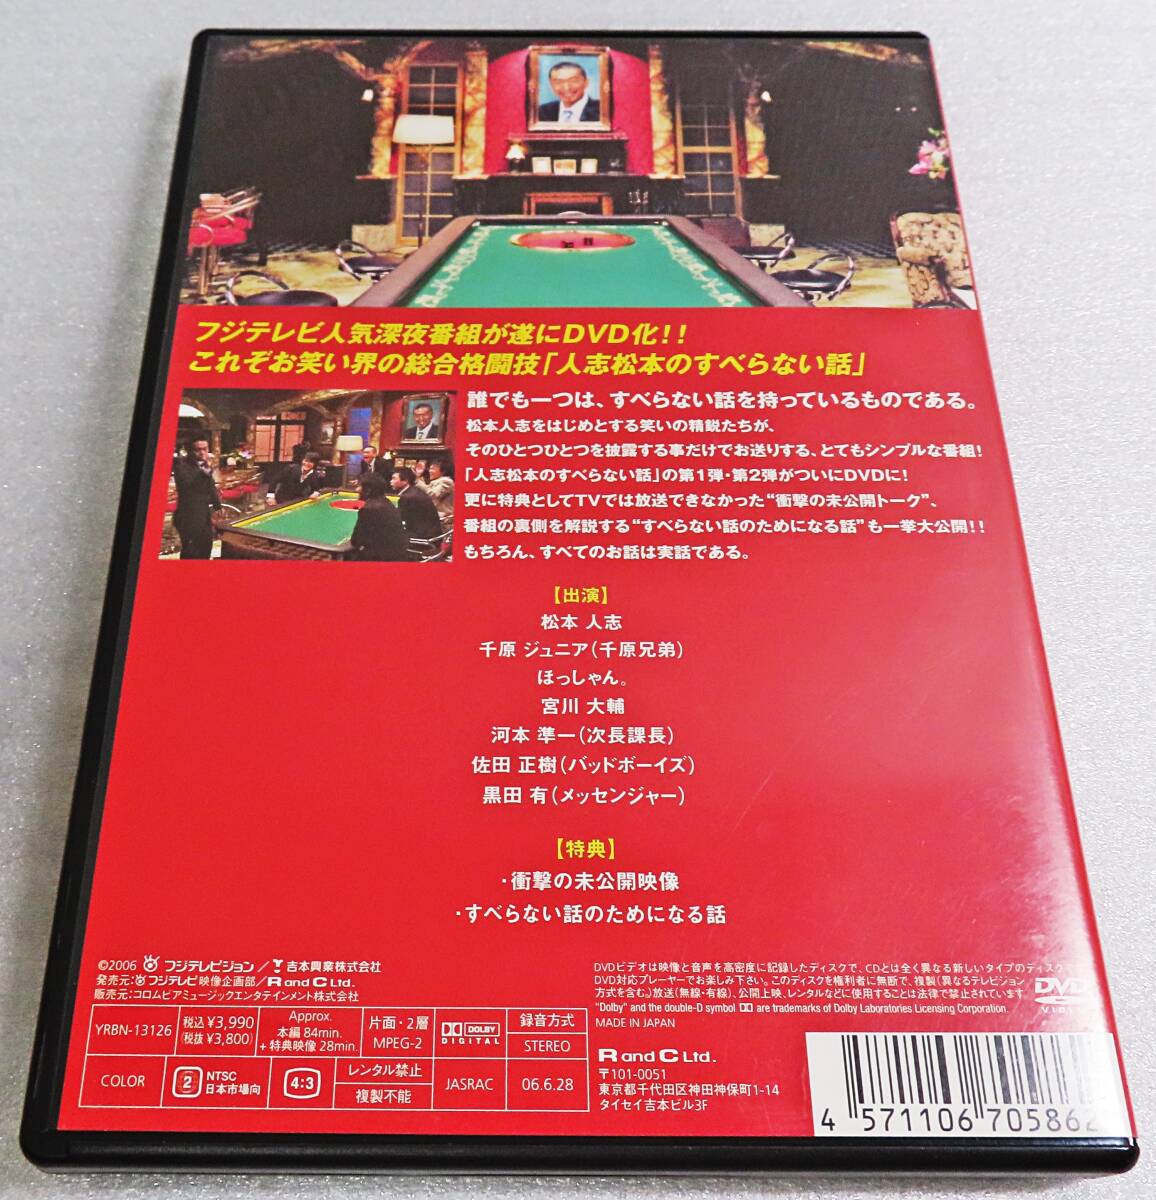 フジテレビ人気深夜番組が遂にDVD化!!
これぞお笑い界の総合格闘技「人志松本のすべらない話」
誰でも一つは、すべらない話を持っているものである。
松本人志をはじめとする笑いの精鋭たちが、
そのひとつひとつを披露する事だけでお送りする、とてもシンプルな番組!
「人志松本のすべらない話」の第1弾・第2弾がついにDVDに!
更に特典としてTVでは放送できなかった“衝撃の未公開トーク”、
番組の裏側を解説する“すべらない話のためになる話”も一挙大公開!!
もちろん、すべてのお話は実話である。
【出演】
松本 人志
千原 ジュニア(千原兄弟)
ほっしゃん。
宮川 大輔
河本 準一(次長課長)
佐田 正樹(バッドボーイズ)
黒田 有(メッセンジャー)
【特典】
・衝撃の未公開映像
・すべらない話のためになる話
©2006 フジテレビジョン/吉本興業株式会社
発売元:フジテレビ映像企画部/R and C Ltd.
販売元:コロムビアミュージックエンタテインメント株式会社
YRBN-13126
税込 ¥3,990
(税抜 ¥3,800)
Approx.
本編 84min.
+特典映像 28min.
片面・2層
MPEG-2
DOLBY
DIGITAL
録音方式
STEREO
COLOR
2
NTSC
日本市場向
4:3
レンタル禁止
複製不能
JASRAC
06.6.28
DVDビデオは映像と音声を高密度に記録したディスクで、CDとは全く異なる新しいタイプのディスク
DVD対応プレーヤーでお楽しみ下さい。このディスクを権利者に無断で、複製(異なるテレビジョン
方式を含む。)放送(無線・有線)、公開上映、レンタルなどに使用することは法律で禁止されています。
"Dolby" and the double-D symbol are trademarks of Dolby Laboratories Licensing Corporation.
MADE IN JAPAN
DVD
R and C Ltd.
〒101-0051
東京都千代田区神田神保町1-14
タイセイ吉本ビル3F
4 571106 705862